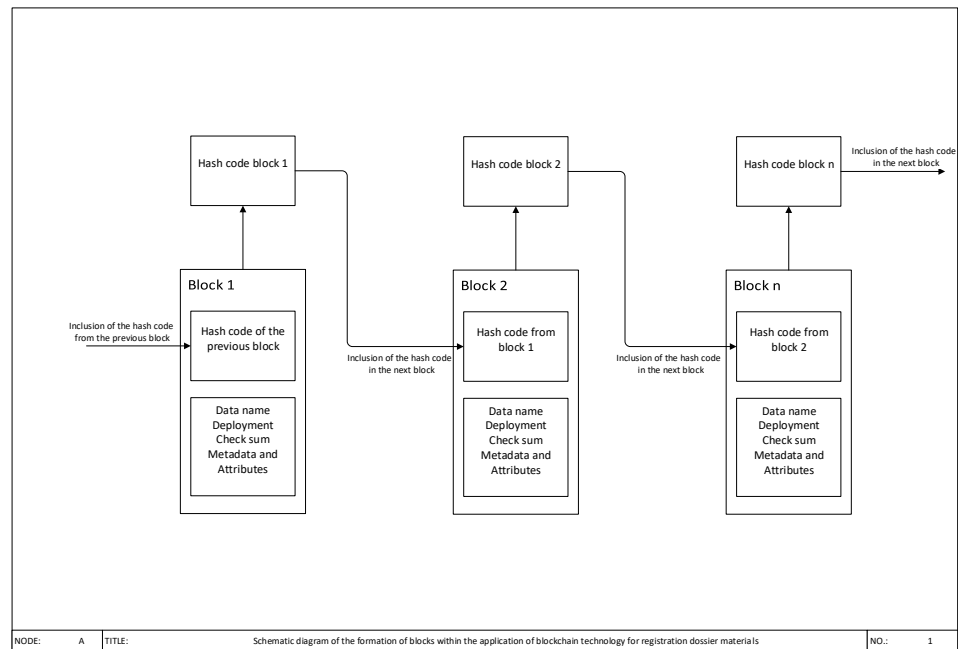 Hash code block 1
Hash code block 2
Hash code block n
Inclusion of the hash code
in the next block
Block 1
Inclusion of the hash code
from the previous block
Hash code of the
previous block
Data name
Deployment
Check sum
Metadata and
Attributes
Inclusion of the hash code
in the next block
Block 2
Hash code from
block 1
Data name
Deployment
Check sum
Metadata and
Attributes
Inclusion of the hash code
in the next block
Block n
Hash code from
block 2
Data name
Deployment
Check sum
Metadata and
Attributes
NODE: A TITLE: Schematic diagram of the formation of blocks within the application of blockchain technology for registration dossier materials NO.: 1